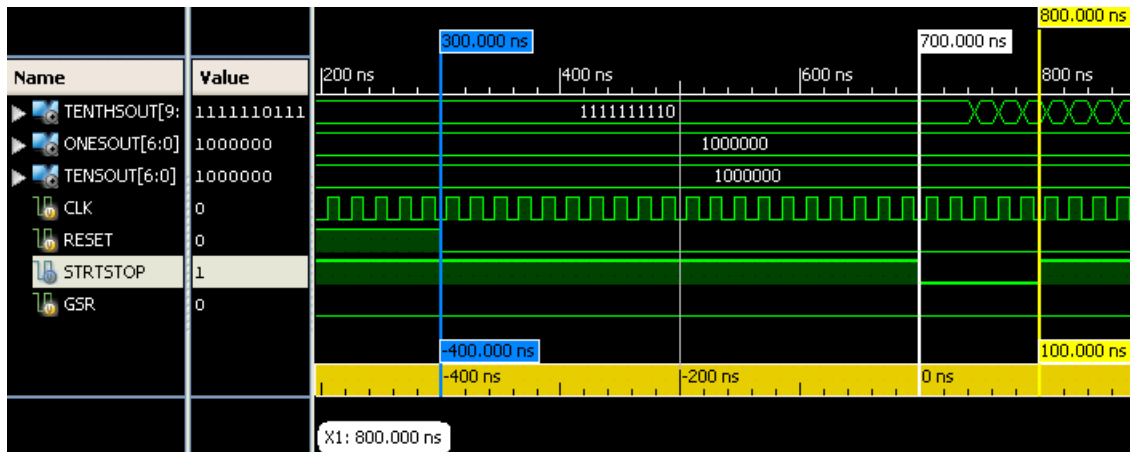 800.000 ns
300.000 ns
700.000 ns
Name
Value
200 ns
400 ns
600 ns
800 ns
TENTHSOUT[9:
1111110111
1111111110
ONESOUT[6:0]
1000000
1000000
TENSOUT[6:0]
1000000
1000000
CLK
0
RESET
0
STRTSTOP
1
GSR
0
-400.000 ns
100.000 ns
-400 ns
-200 ns
0 ns
X1: 800.000 ns